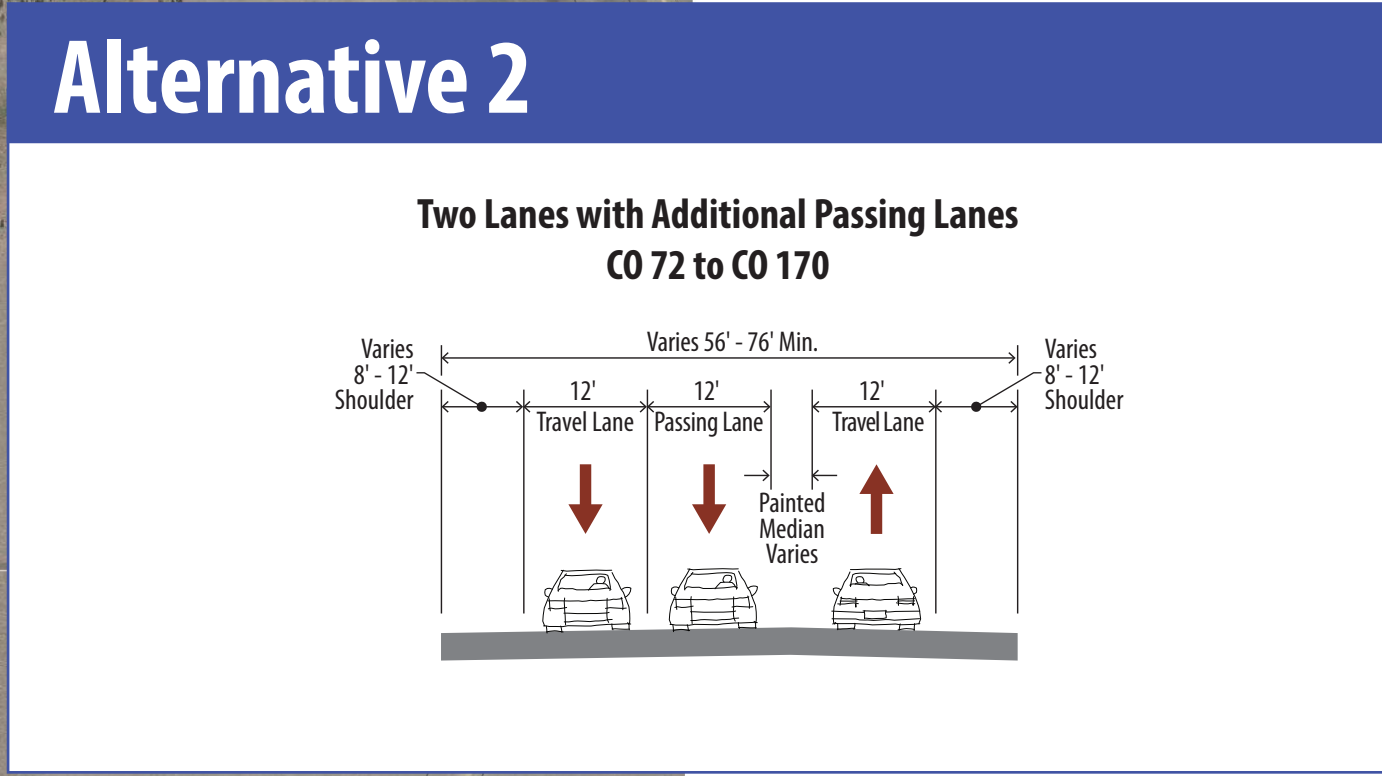 Alternative 2
Two Lanes with Additional Passing Lanes
CO 72 to CO 170
Varies 56' - 76' Min.
Varies
8' - 12'
Shoulder
12'
Travel Lane
12'
Passing Lane
Painted
Median
Varies
12'
Travel Lane
Varies
8' - 12'
Shoulder